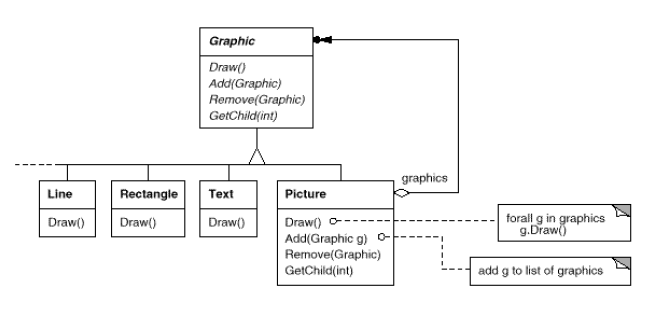 Graphic
Draw()
Add(Graphic)
Remove(Graphic)
GetChild(int)
graphics
Line
Draw()
Rectangle
Draw()
Text
Draw()
Picture
Draw()
Add(Graphic g)
Remove(Graphic)
GetChild(int)
forall g in graphics
g.Draw()
add g to list of graphics